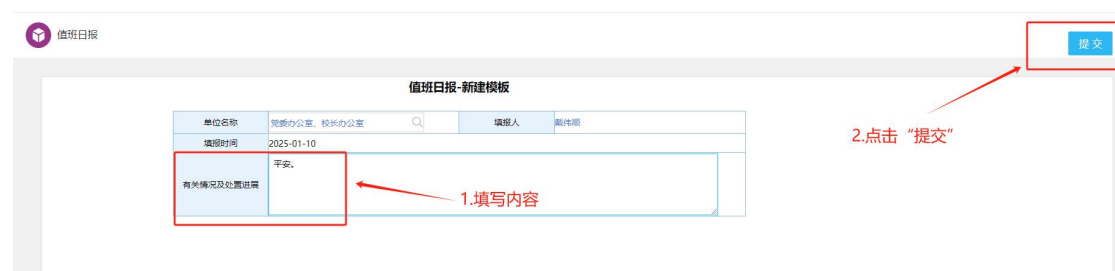 值班日报
提 交
值班日报-新建模板
单位名称 党委办公室、校长办公室 填报人 戴伟顺
填报时间 2025-01-10
有关情况及处置进展 平安。
1.填写内容
2.点击“提交”